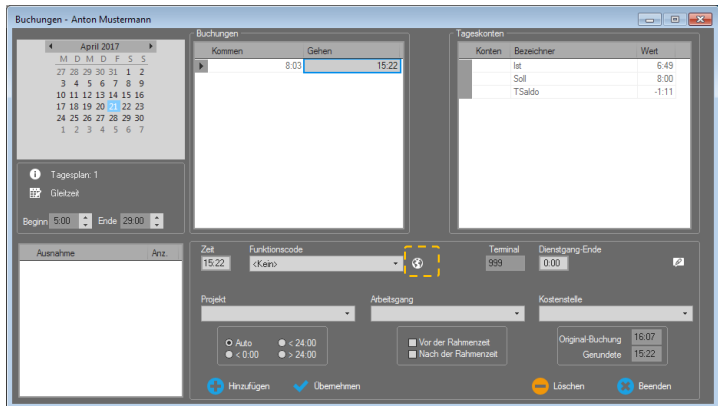 Buchungen - Anton Mustermann
April 2017
M D M D F S S
27 28 29 30 31 1 2
3 4 5 6 7 8 9
10 11 12 13 14 15 16
17 18 19 20 21 22 23
24 25 26 27 28 29 30
1 2 3 4 5 6 7
Tagesplan: 1
Gleitzeit
Beginn 5:00 Ende 29:00
Ausnahme Anz.
Buchungen
Kommen Gehen
8:03 15:22
Tageskonten
Konten Bezeichner Wert
Ist 6:49
Soll 8:00
TSaldo -1:11
Zeit Funktionscode Terminal Dienstgang-Ende
15:22 <Kein> 999 0:00
Projekt Arbeitsgang Kostenstelle
Auto < 24:00
< 0:00 > 24:00
Vor der Rahmenzeit
Nach der Rahmenzeit
Original-Buchung 16:07
Gerundete 15:22
Hinzufügen Übernehmen Löschen Beenden